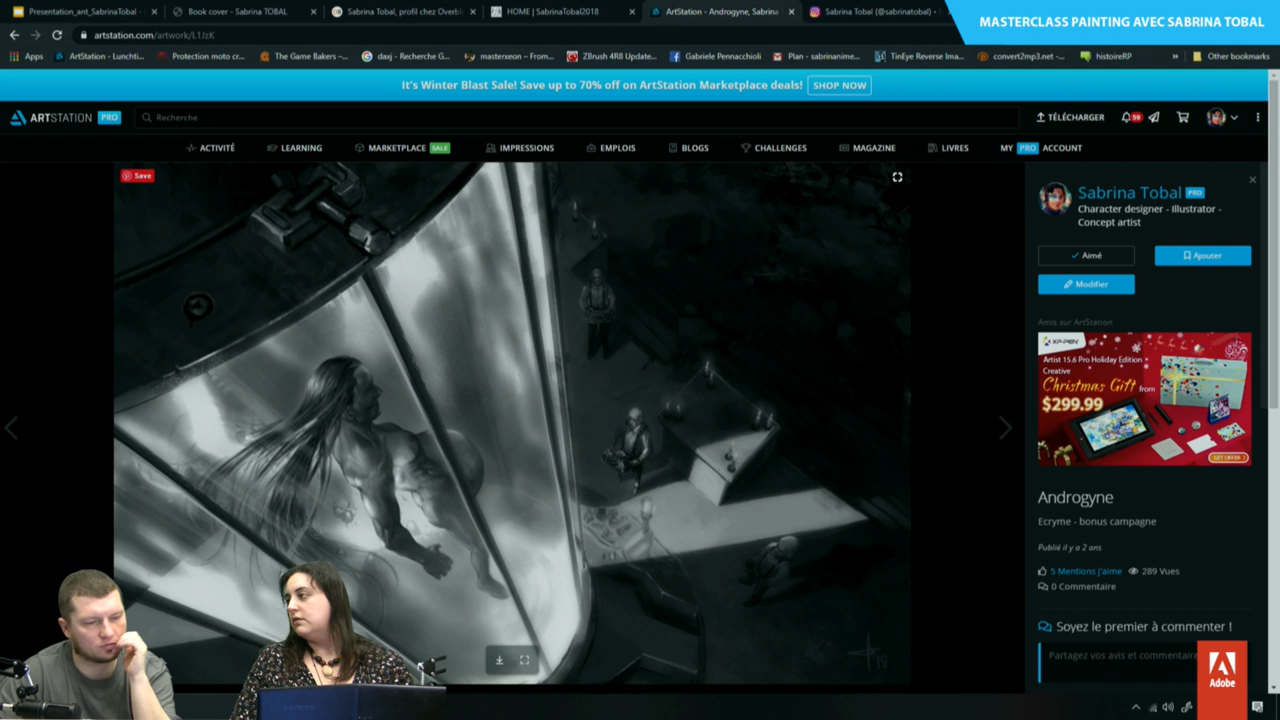 Presentation_ant_SabrinaTobal -
Book cover - Sabrina TOBAL
Sabrina Tobal, profil chez Overbl
HOME | SabrinaTobal2018
ArtStation - Androgyne, Sabrina
Sabrina Tobal (@sabrinatobal) •
MASTERCLASS PAINTING AVEC SABRINA TOBAL
artstation.com/artwork/L1JzK
Apps
ArtStation - Lunchti...
Protection moto cr...
The Game Bakers –...
daxj - Recherche G...
masterxeon – From...
ZBrush 4R8 Update...
Gabriele Pennacchioli
Plan - sabrinanime...
TinEye Reverse Ima...
convert2mp3.net -...
histoireRP
»
Other bookmarks
It's Winter Blast Sale! Save up to 70% off on ArtStation Marketplace deals!
SHOP NOW
ARTSTATION PRO
Recherche
TÉLÉCHARGER
39
ACTIVITÉ
LEARNING
MARKETPLACE SALE
IMPRESSIONS
EMPLOIS
BLOGS
CHALLENGES
MAGAZINE
LIVRES
MY PRO ACCOUNT
Save
Sabrina Tobal PRO
Character designer - Illustrator -
Concept artist
Aimé
Ajouter
Modifier
Amis sur ArtStation
XP-PEN
Artist 15.6 Pro Holiday Edition -
Creative
Christmas Gift from
$299.99
GET OFFER
Androgyne
Ecryme - bonus campagne
Publié il y a 2 ans
5 Mentions j'aime
289 Vues
0 Commentaire
Soyez le premier à commenter !
Partagez vos avis et commentaire
Lenovo
Adobe